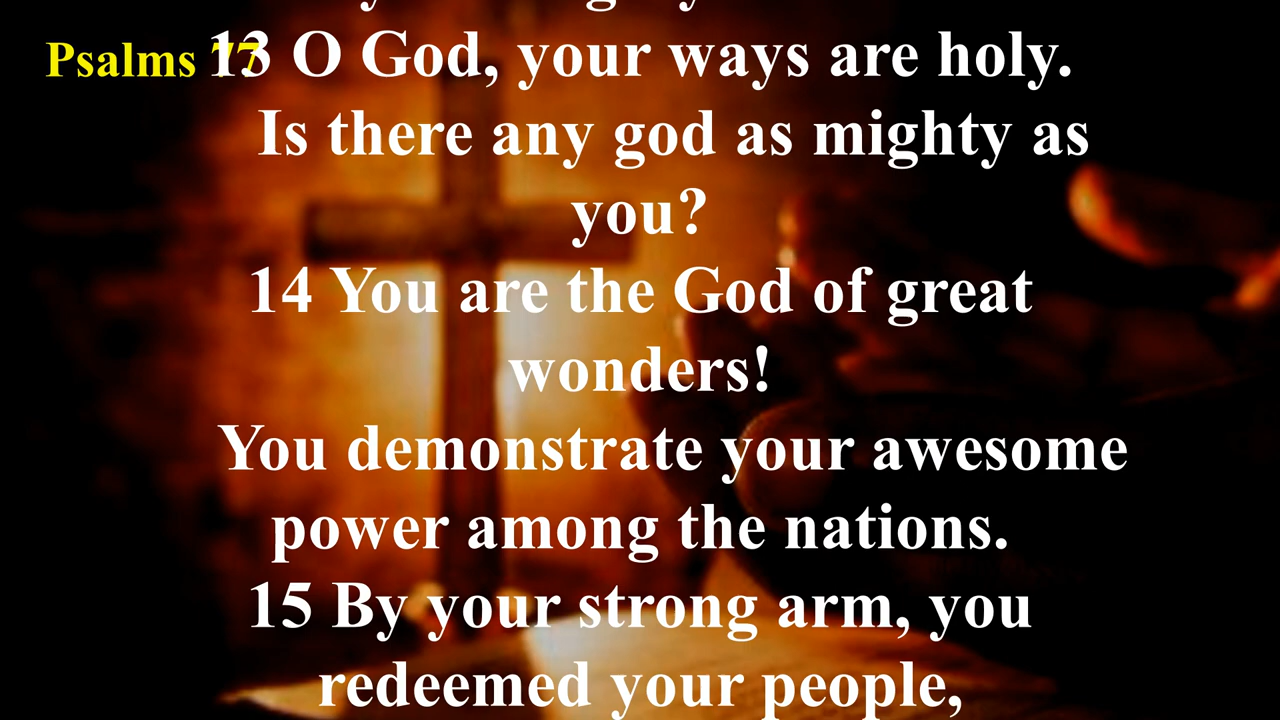 Psalms 77
13 O God, your ways are holy.
Is there any god as mighty as
you?
14 You are the God of great
wonders!
You demonstrate your awesome
power among the nations.
15 By your strong arm, you
redeemed your people,